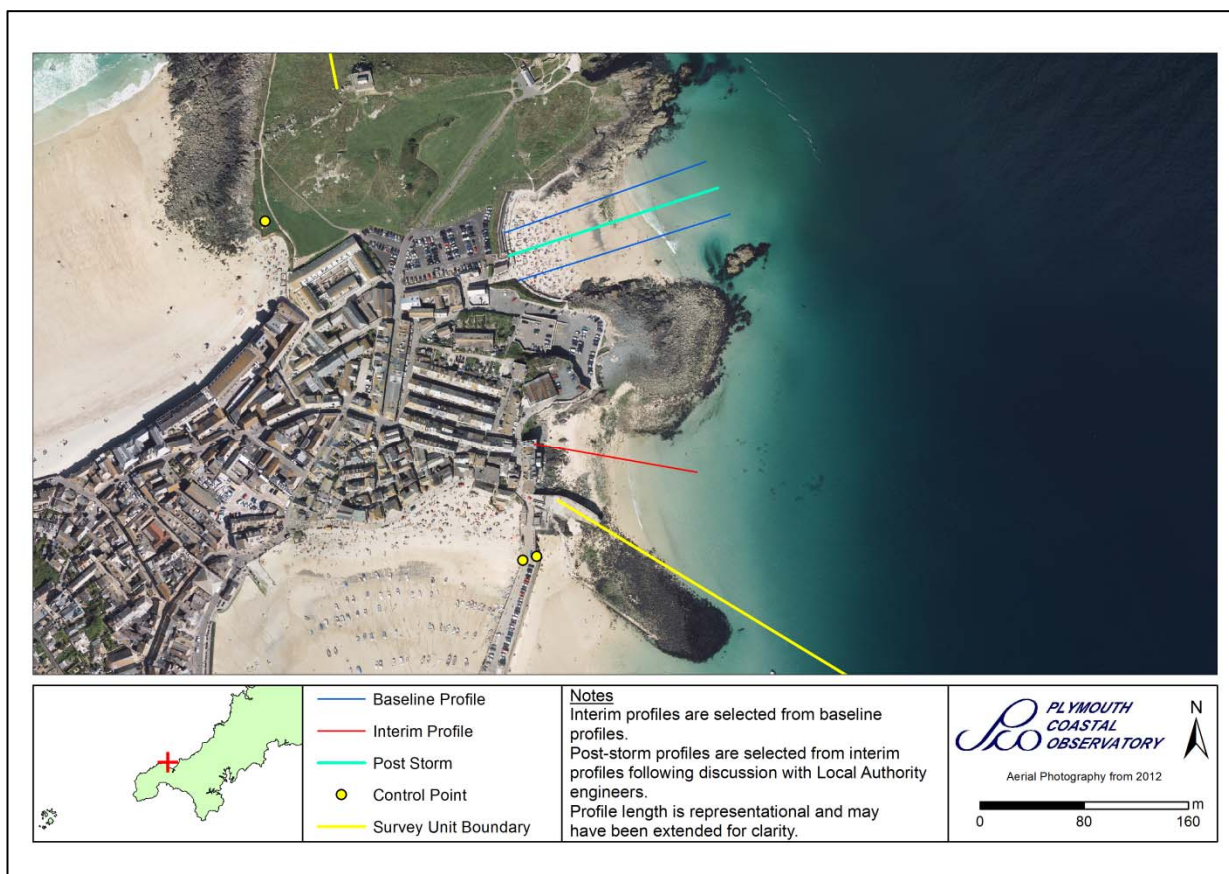 Baseline Profile
Interim Profile
Post Storm
Control Point
Survey Unit Boundary
Notes
Interim profiles are selected from baseline
profiles.
Post-storm profiles are selected from interim
profiles following discussion with Local Authority
engineers.
Profile length is representational and may
have been extended for clarity.
PLYMOUTH
COASTAL
OBSERVATORY
N
Aerial Photography from 2012
m
0 80 160